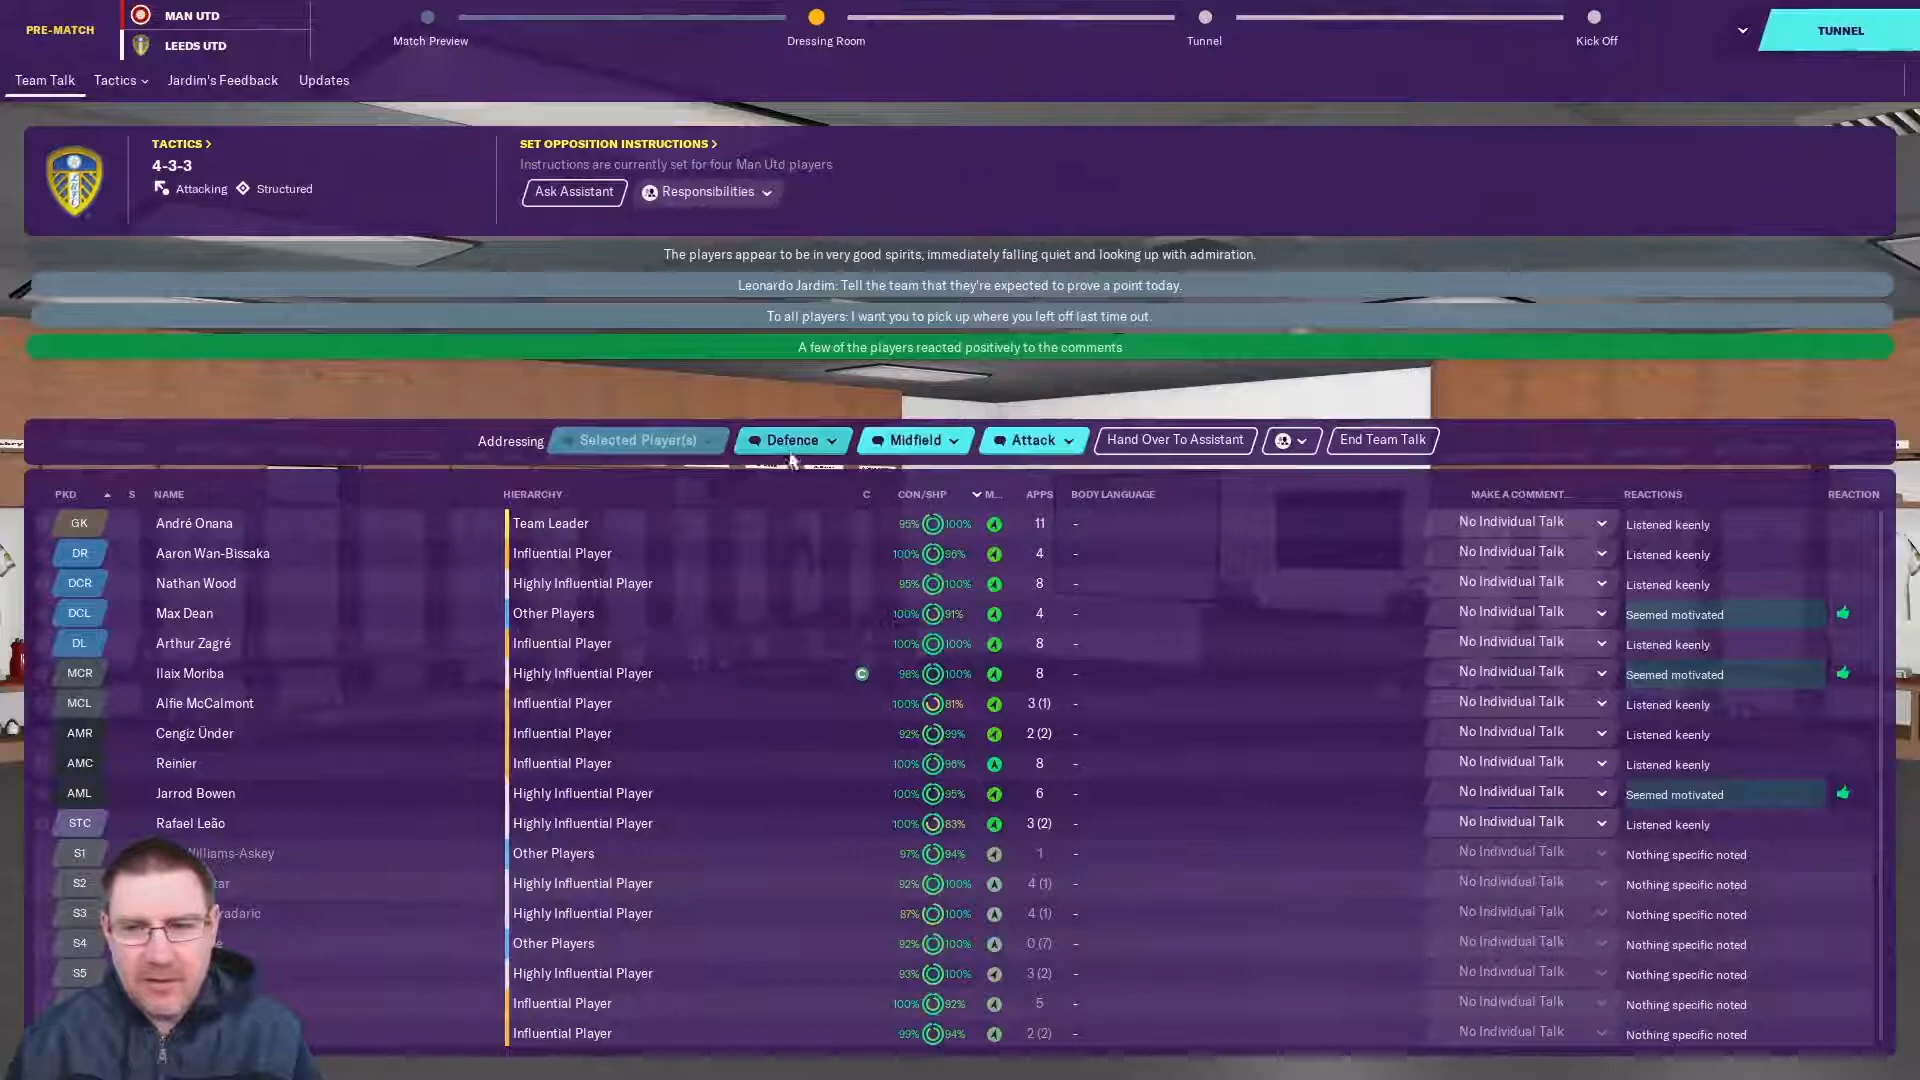 PRE-MATCH
MAN UTD
LEEDS UTD
Match Preview
Dressing Room
Tunnel
Kick Off
TUNNEL
Team Talk Tactics Jardim's Feedback Updates
TACTICS >
4-3-3
Attacking Structured
SET OPPOSITION INSTRUCTIONS >
Instructions are currently set for four Man Utd players
Ask Assistant Responsibilities
The players appear to be in very good spirits, immediately falling quiet and looking up with admiration.
Leonardo Jardim: Tell the team that they're expected to prove a point today.
To all players: I want you to pick up where you left off last time out.
A few of the players reacted positively to the comments
Addressing Selected Player(s) Defence Midfield Attack Hand Over To Assistant End Team Talk
PKD S NAME HIERARCHY C CON/SHP M... APPS BODY LANGUAGE MAKE A COMMENT... REACTIONS REACTION
GK André Onana Team Leader 95% 100% 11 - No Individual Talk Listened keenly
DR Aaron Wan-Bissaka Influential Player 100% 96% 4 - No Individual Talk Listened keenly
DCR Nathan Wood Highly Influential Player 95% 100% 8 - No Individual Talk Listened keenly
DCL Max Dean Other Players 100% 91% 4 - No Individual Talk Seemed motivated
DL Arthur Zagré Influential Player 100% 100% 8 - No Individual Talk Listened keenly
MCR Ilaix Moriba Highly Influential Player C 98% 100% 8 - No Individual Talk Seemed motivated
MCL Alfie McCalmont Influential Player 100% 81% 3 (1) - No Individual Talk Listened keenly
AMR Cengiz Ünder Influential Player 92% 99% 2 (2) - No Individual Talk Listened keenly
AMC Reinier Influential Player 100% 96% 8 - No Individual Talk Listened keenly
AML Jarrod Bowen Highly Influential Player 100% 95% 6 - No Individual Talk Seemed motivated
STC Rafael Leão Highly Influential Player 100% 83% 3 (2) - No Individual Talk Listened keenly
S1 Williams-Askey Other Players 97% 94% 1 - No Individual Talk Nothing specific noted
S2 Highly Influential Player 92% 100% 4 (1) - No Individual Talk Nothing specific noted
S3 Highly Influential Player 87% 100% 4 (1) - No Individual Talk Nothing specific noted
S4 Other Players 92% 100% 0 (7) - No Individual Talk Nothing specific noted
S5 Highly Influential Player 93% 100% 3 (2) - No Individual Talk Nothing specific noted
Influential Player 100% 92% 5 - No Individual Talk Nothing specific noted
Influential Player 99% 94% 2 (2) - No Individual Talk Nothing specific noted